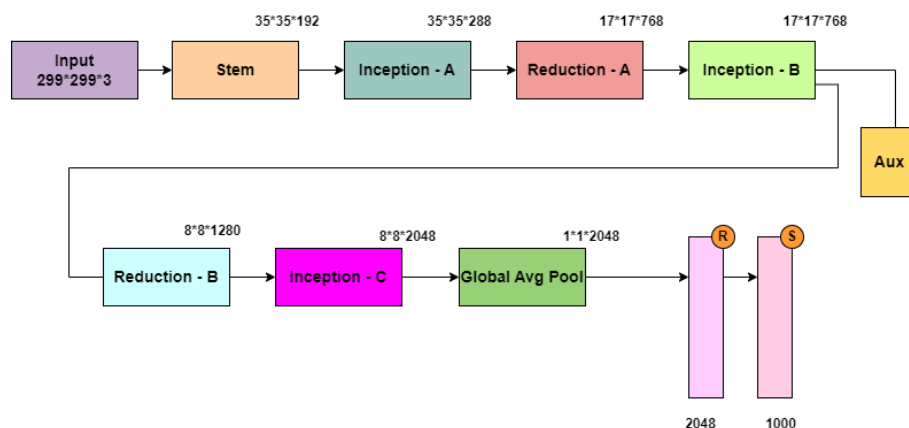 35*35*192
35*35*288
17*17*768
17*17*768
Input
299*299*3
Stem
Inception - A
Reduction - A
Inception - B
Aux
8*8*1280
8*8*2048
1*1*2048
R
S
Reduction - B
Inception - C
Global Avg Pool
2048
1000